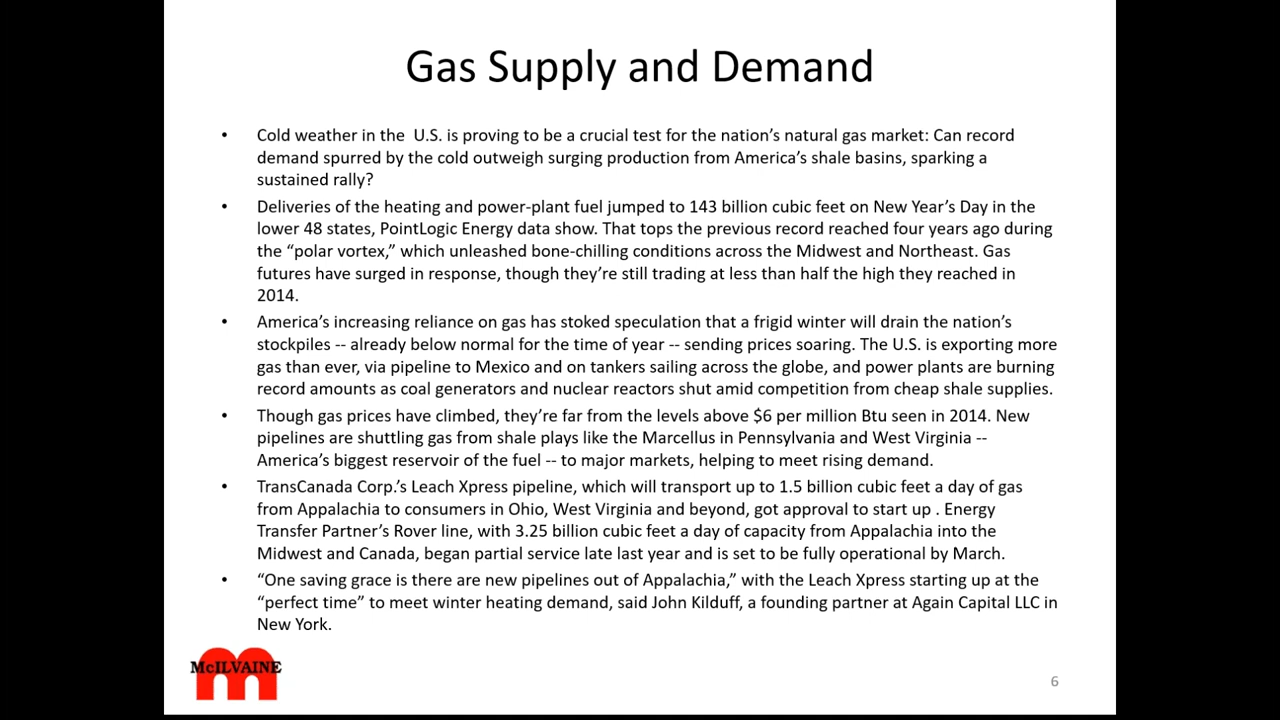 Gas Supply and Demand
• Cold weather in the  U.S. is proving to be a crucial test for the nation’s natural gas market: Can record
demand spurred by the cold outweigh surging production from America’s shale basins, sparking a
sustained rally?
• Deliveries of the heating and power-plant fuel jumped to 143 billion cubic feet on New Year’s Day in the
lower 48 states, PointLogic Energy data show. That tops the previous record reached four years ago during
the “polar vortex,” which unleashed bone-chilling conditions across the Midwest and Northeast. Gas
futures have surged in response, though they’re still trading at less than half the high they reached in
2014.
• America’s increasing reliance on gas has stoked speculation that a frigid winter will drain the nation’s
stockpiles -- already below normal for the time of year -- sending prices soaring. The U.S. is exporting more
gas than ever, via pipeline to Mexico and on tankers sailing across the globe, and power plants are burning
record amounts as coal generators and nuclear reactors shut amid competition from cheap shale supplies.
• Though gas prices have climbed, they’re far from the levels above $6 per million Btu seen in 2014. New
pipelines are shuttling gas from shale plays like the Marcellus in Pennsylvania and West Virginia --
America’s biggest reservoir of the fuel -- to major markets, helping to meet rising demand.
• TransCanada Corp.’s Leach Xpress pipeline, which will transport up to 1.5 billion cubic feet a day of gas
from Appalachia to consumers in Ohio, West Virginia and beyond, got approval to start up . Energy
Transfer Partner’s Rover line, with 3.25 billion cubic feet a day of capacity from Appalachia into the
Midwest and Canada, began partial service late last year and is set to be fully operational by March.
• “One saving grace is there are new pipelines out of Appalachia,” with the Leach Xpress starting up at the
“perfect time” to meet winter heating demand, said John Kilduff, a founding partner at Again Capital LLC in
New York.
McILVAINE
6